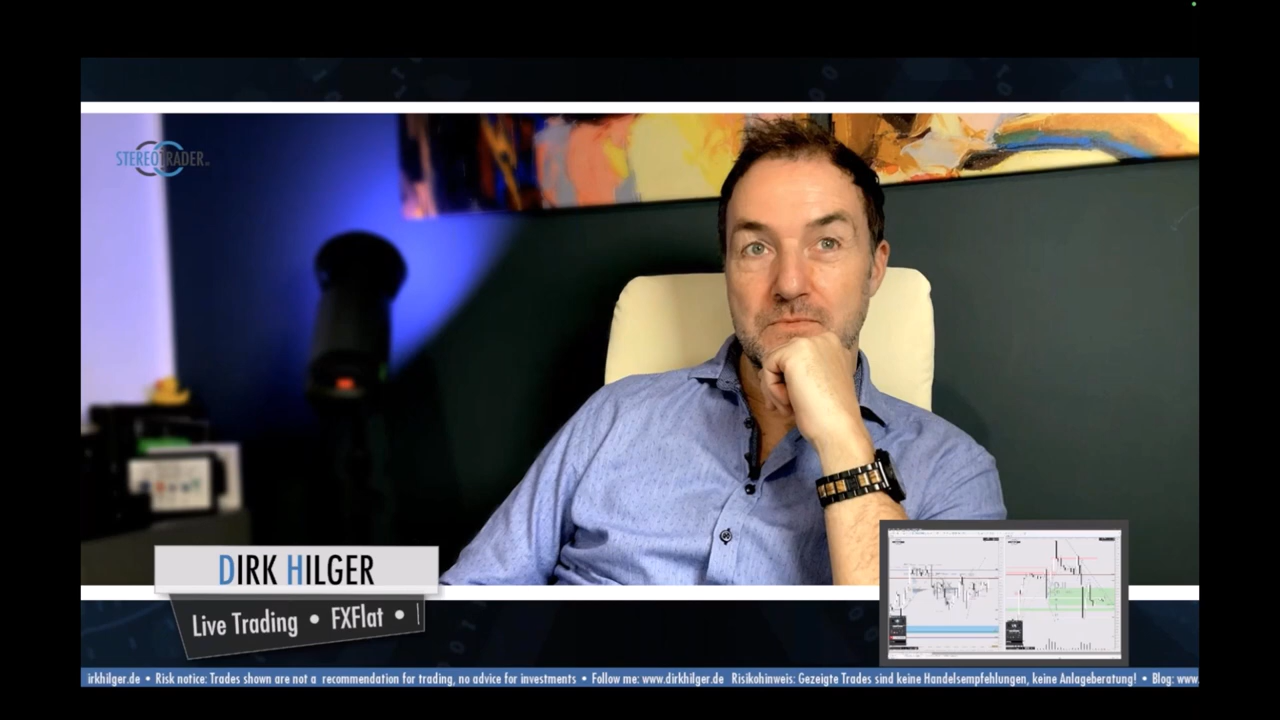 STEREOTRADER
DIRK HILGER
Live Trading • FXFlat •
irkhilger.de • Risk notice: Trades shown are not a recommendation for trading, no advice for investments • Follow me: www.dirkhilger.de Risikohinweis: Gezeigte Trades sind keine Handelsempfehlungen, keine Anlageberatung! • Blog: www.